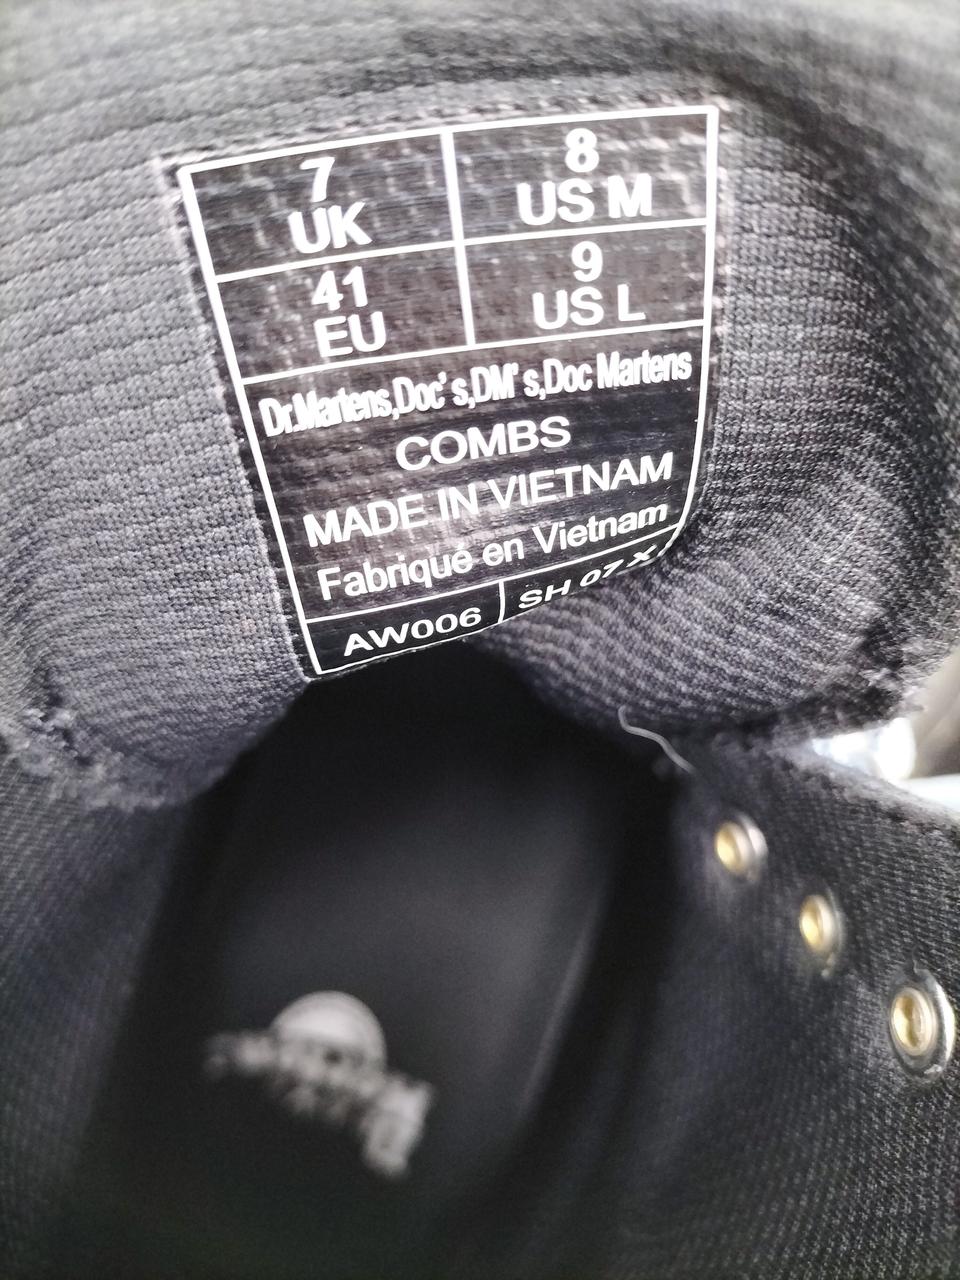 7
UK
8
US M
41
EU
9
US L
Dr.Martens,Doc's,DM's,Doc Martens
COMBS
MADE IN VIETNAM
Fabriqué en Vietnam
AW006
SH 07 X